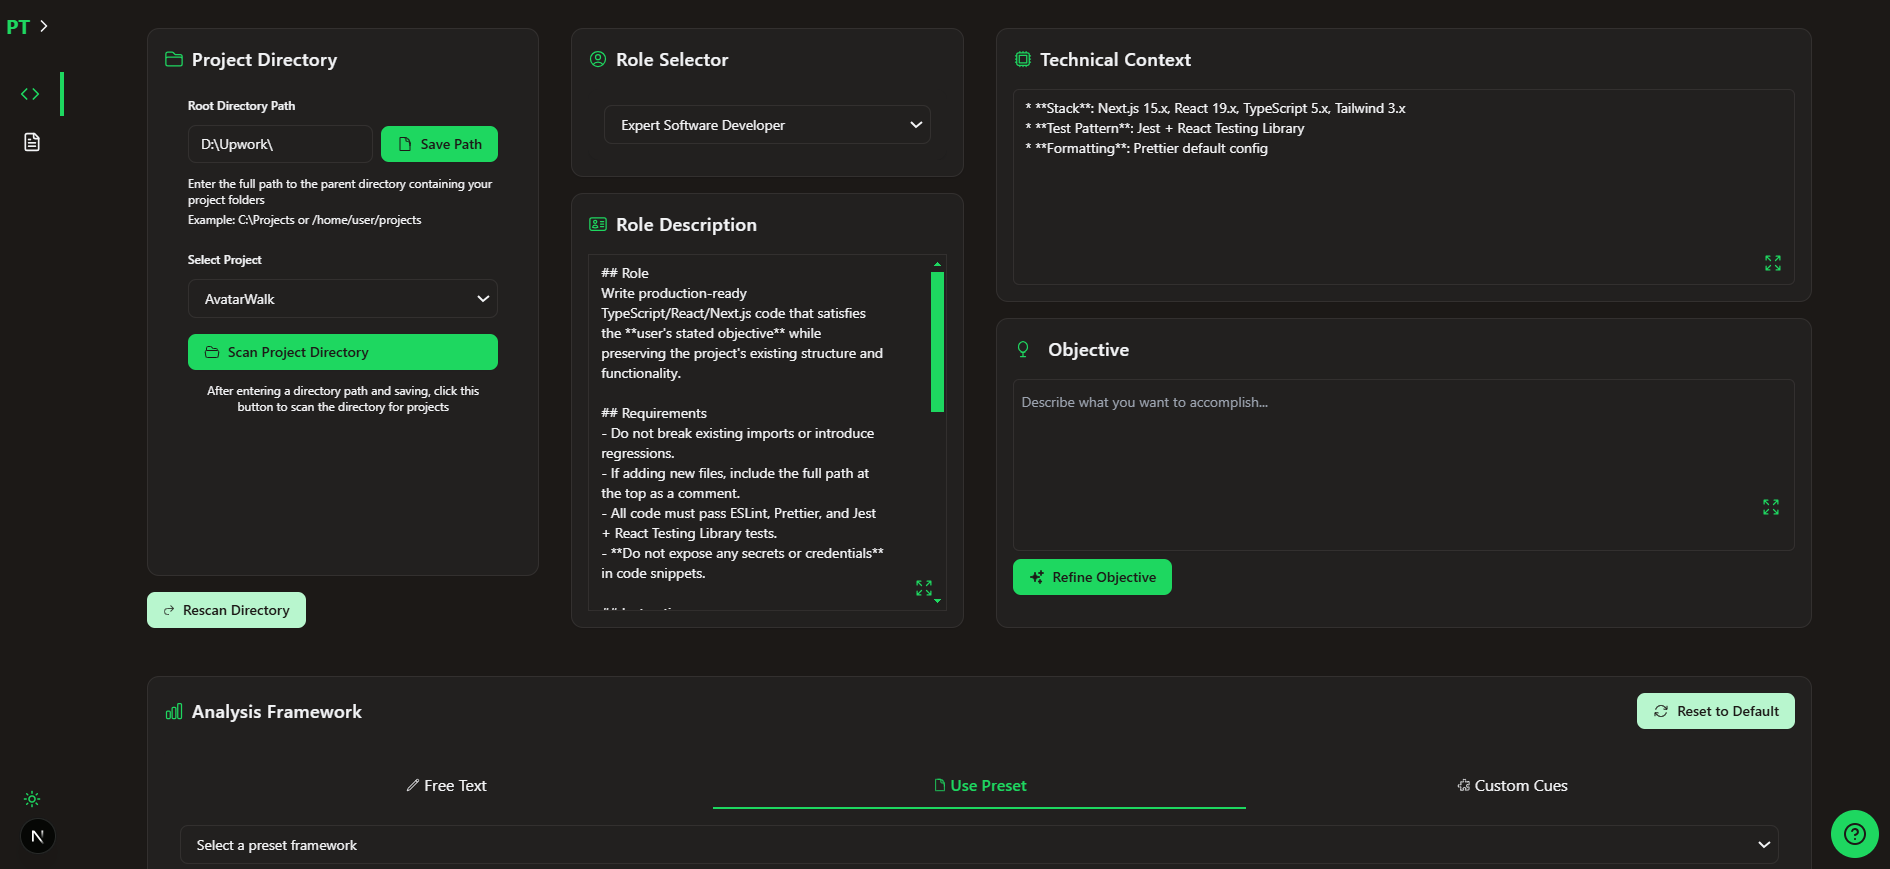 PT
Project Directory
Root Directory Path
D:\Upwork\
Save Path
Enter the full path to the parent directory containing your
project folders
Example: C:\Projects or /home/user/projects
Select Project
AvatarWalk
Scan Project Directory
After entering a directory path and saving, click this
button to scan the directory for projects
Rescan Directory
Role Selector
Expert Software Developer
Role Description
## Role
Write production-ready
TypeScript/React/Next.js code that satisfies
the **user's stated objective** while
preserving the project's existing structure and
functionality.
## Requirements
- Do not break existing imports or introduce
regressions.
- If adding new files, include the full path at
the top as a comment.
- All code must pass ESLint, Prettier, and Jest
+ React Testing Library tests.
- **Do not expose any secrets or credentials**
in code snippets.
Technical Context
* **Stack**: Next.js 15.x, React 19.x, TypeScript 5.x, Tailwind 3.x
* **Test Pattern**: Jest + React Testing Library
* **Formatting**: Prettier default config
Objective
Describe what you want to accomplish...
Refine Objective
Analysis Framework
Reset to Default
Free Text
Use Preset
Custom Cues
Select a preset framework
N
?